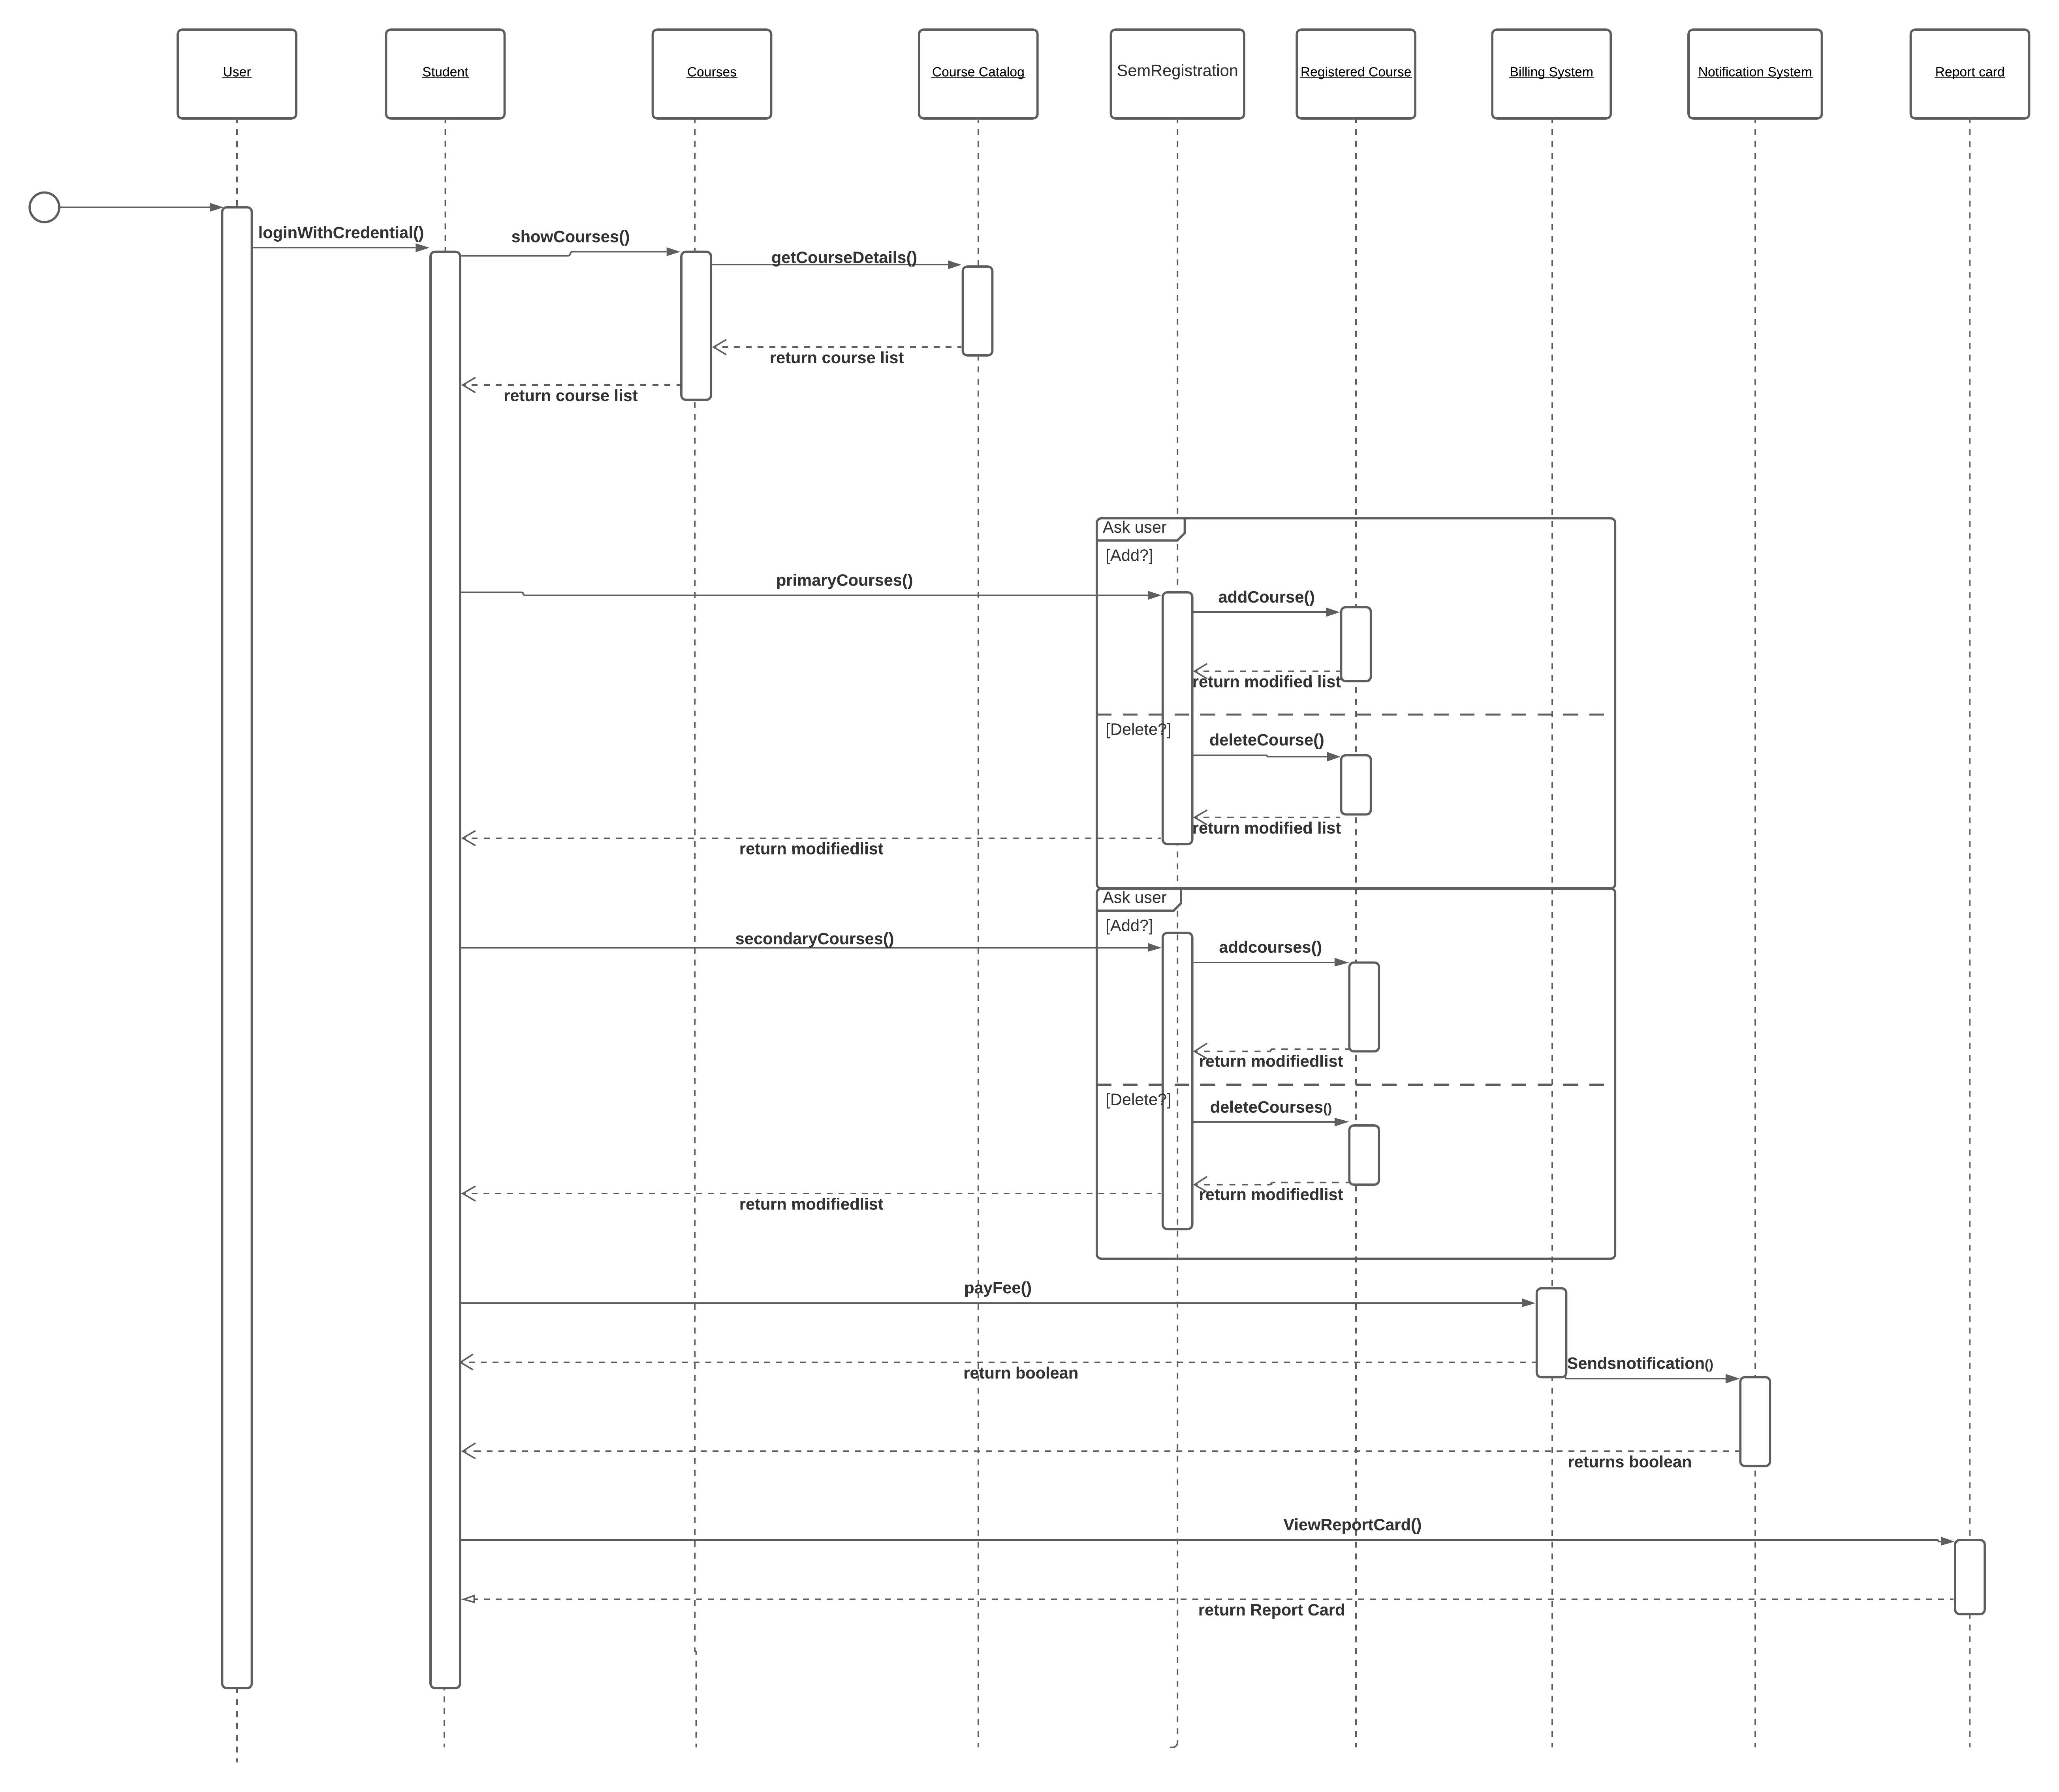 User
Student
Courses
Course Catalog
SemRegistration
Registered Course
Billing System
Notification System
Report card
loginWithCredential()
showCourses()
getCourseDetails()
return course list
return course list
Ask user
[Add?]
primaryCourses()
addCourse()
return modified list
[Delete?]
deleteCourse()
return modified list
return modifiedlist
Ask user
[Add?]
secondaryCourses()
addcourses()
return modifiedlist
[Delete?]
deleteCourses()
return modifiedlist
return modifiedlist
payFee()
return boolean
Sendsnotification()
returns boolean
ViewReportCard()
return Report Card